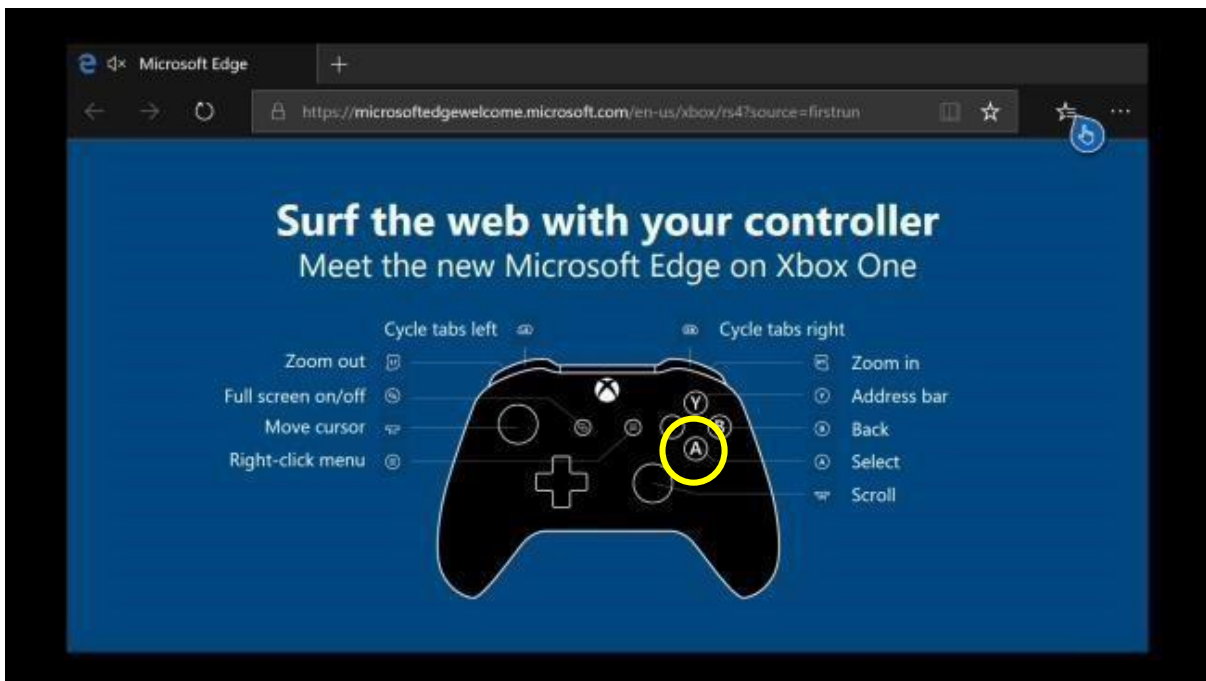 Microsoft Edge
https://microsoftedgewelcome.microsoft.com/en-us/xbox/rs4?source=firstrun
Surf the web with your controller
Meet the new Microsoft Edge on Xbox One
Cycle tabs left
Cycle tabs right
Zoom out
Zoom in
Full screen on/off
Y
Address bar
Move cursor
B
Back
Right-click menu
A
Select
Scroll